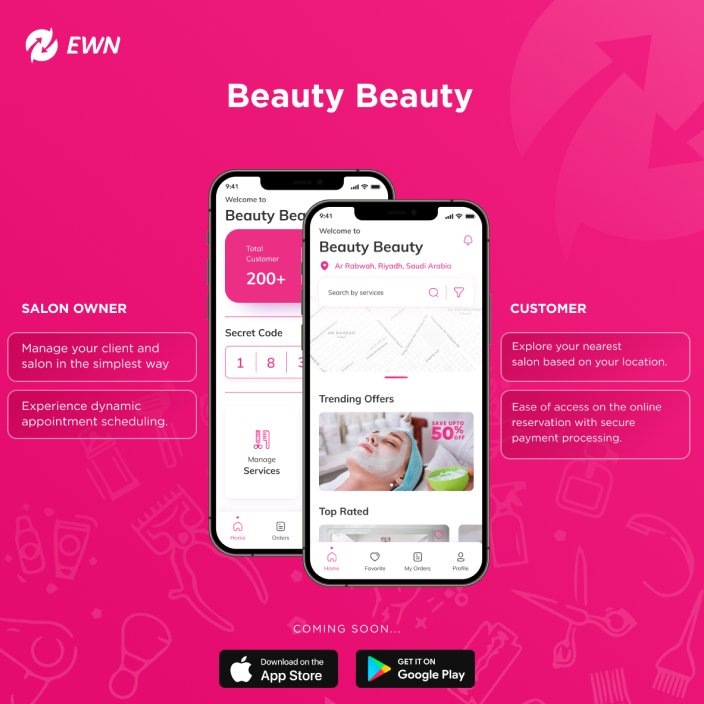 EWN
Beauty Beauty
SALON OWNER
Manage your client and
salon in the simplest way
Experience dynamic
appointment scheduling.
9:41
Welcome to
Beauty Bea
Total
Customer
200+
Secret Code
1 8 3
Manage
Services
Home
Orders
9:41
Welcome to
Beauty Beauty
Ar Rabwah, Riyadh, Saudi Arabia
Search by services
AR RAWDAH
Trending Offers
SAVE UPTO
50%
OFF
Top Rated
Home
Favorite
My Orders
Profile
CUSTOMER
Explore your nearest
salon based on your location.
Ease of access on the online
reservation with secure
payment processing.
COMING SOON...
Download on the
App Store
GET IT ON
Google Play